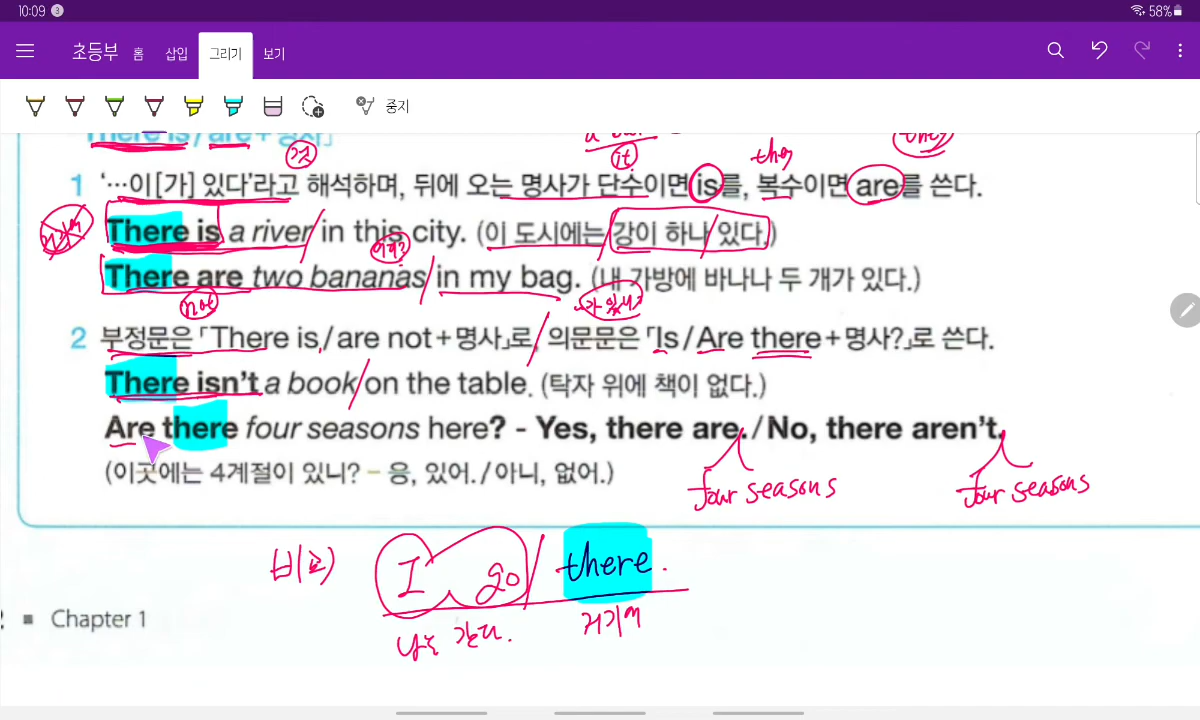 10:09 3 58%
초등부 홈 삽입 그리기 보기
중지
There is / are + 명사」
it they
것 they
1 '…이[가] 있다'라고 해석하며, 뒤에 오는 명사가 단수이면 is를, 복수이면 are를 쓴다.
There is a river / in this city. (이 도시에는 / 강이 하나 / 있다.)
There are two bananas / in my bag. (내 가방에 바나나 두 개가 있다.)
not
2 부정문은 「There is / are not + 명사」로, / 의문문은 「Is / Are there + 명사?」로 쓴다.
There isn't a book / on the table. (탁자 위에 책이 없다.)
Are there four seasons here? - Yes, there are. / No, there aren't.
(이곳에는 4계절이 있니? – 응, 있어. / 아니, 없어.)
four seasons four seasons
비교) I go / there.
나는 간다. 거기에
Chapter 1